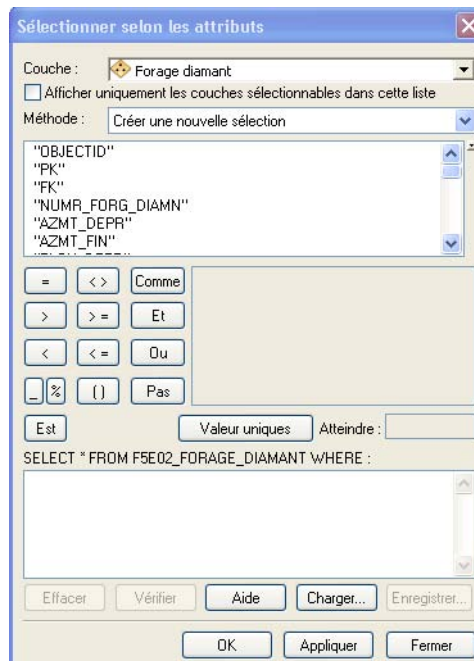 Sélectionner selon les attributs
Couche : Forage diamant
Afficher uniquement les couches sélectionnables dans cette liste
Méthode : Créer une nouvelle sélection
"OBJECTID"
"PK"
"FK"
"NUMR_FORG_DIAMN"
"AZMT_DEPR"
"AZMT_FIN"
= < > Comme
> > = Et
< < = Ou
_ % () Pas
Est Valeur uniques Atteindre :
SELECT * FROM F5E02_FORAGE_DIAMANT WHERE :
Effacer Vérifier Aide Charger... Enregistrer...
OK Appliquer Fermer